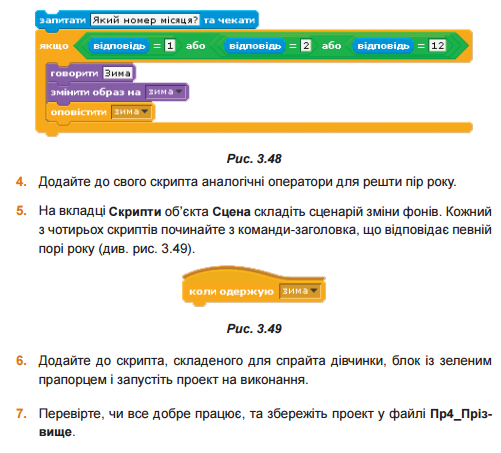 запитати Який номер місяця? та чекати
якщо відповідь = 1 або відповідь = 2 або відповідь = 12
говорити Зима
змінити образ на зима
оповістити зима
Рис. 3.48
4. Додайте до свого скрипта аналогічні оператори для решти пір року.
5. На вкладці Скрипти об'єкта Сцена складіть сценарій зміни фонів. Кожний
з чотирьох скриптів починайте з команди-заголовка, що відповідає певній
порі року (див. рис. 3.49).
коли одержую зима
Рис. 3.49
6. Додайте до скрипта, складеного для спрайта дівчинки, блок із зеленим
прапорцем і запустіть проект на виконання.
7. Перевірте, чи все добре працює, та збережіть проект у файлі Пр4_Пріз-
вище.